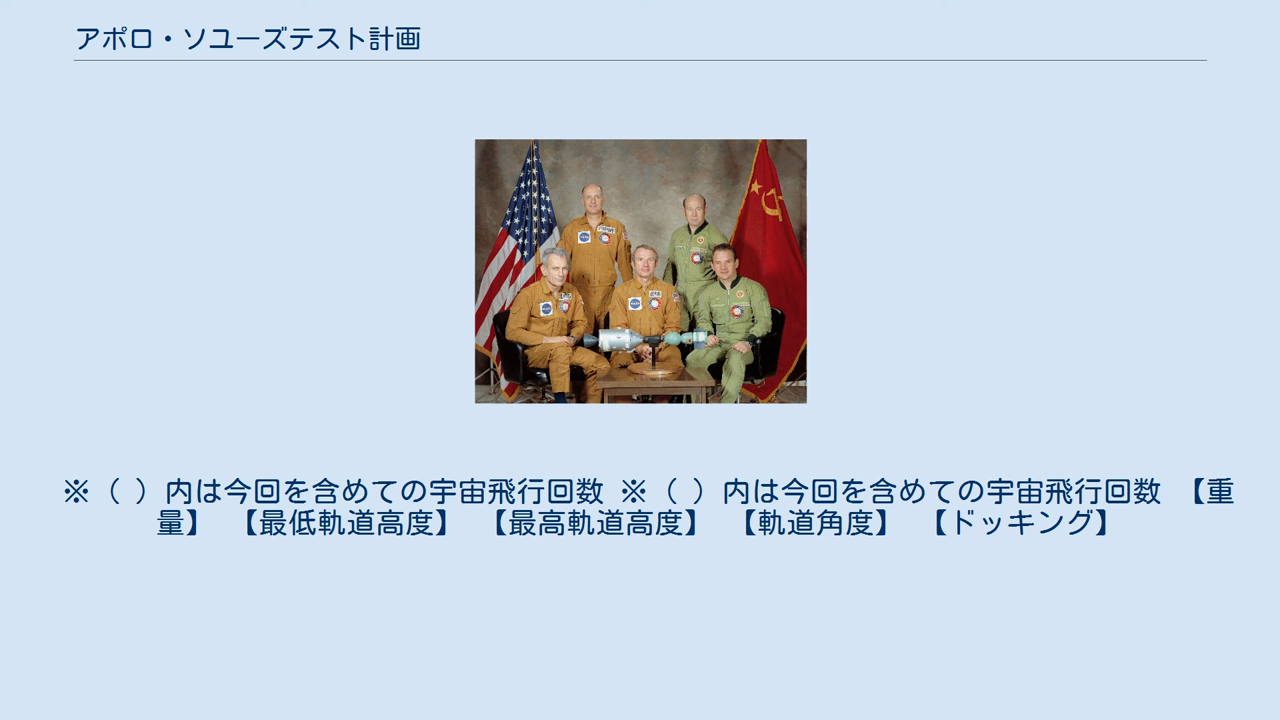 アポロ・ソユーズテスト計画
※（ ）内は今回を含めての宇宙飛行回数 ※（ ）内は今回を含めての宇宙飛行回数 【重
量】 【最低軌道高度】 【最高軌道高度】 【軌道角度】 【ドッキング】